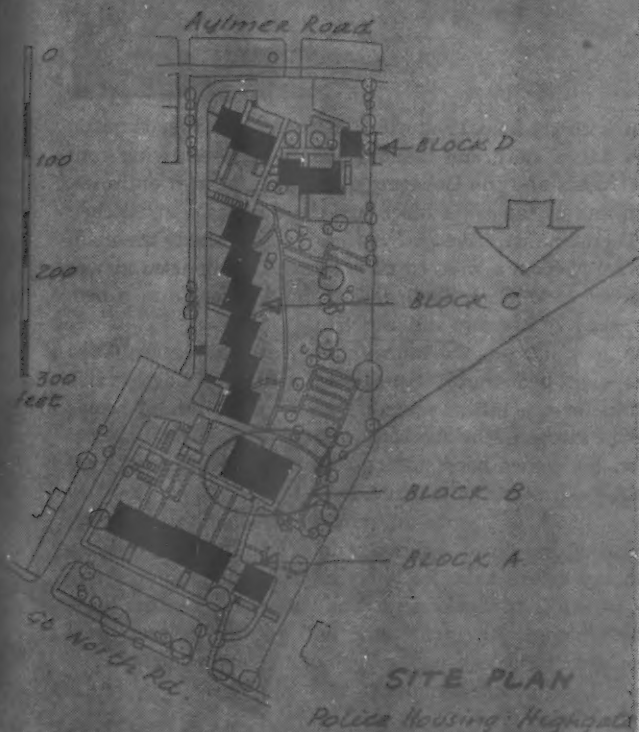 Aylmer Road
0
100
200
300
feet
BLOCK D
BLOCK C
BLOCK B
BLOCK A
Gt North Rd.
SITE PLAN
Police Housing: Highgate